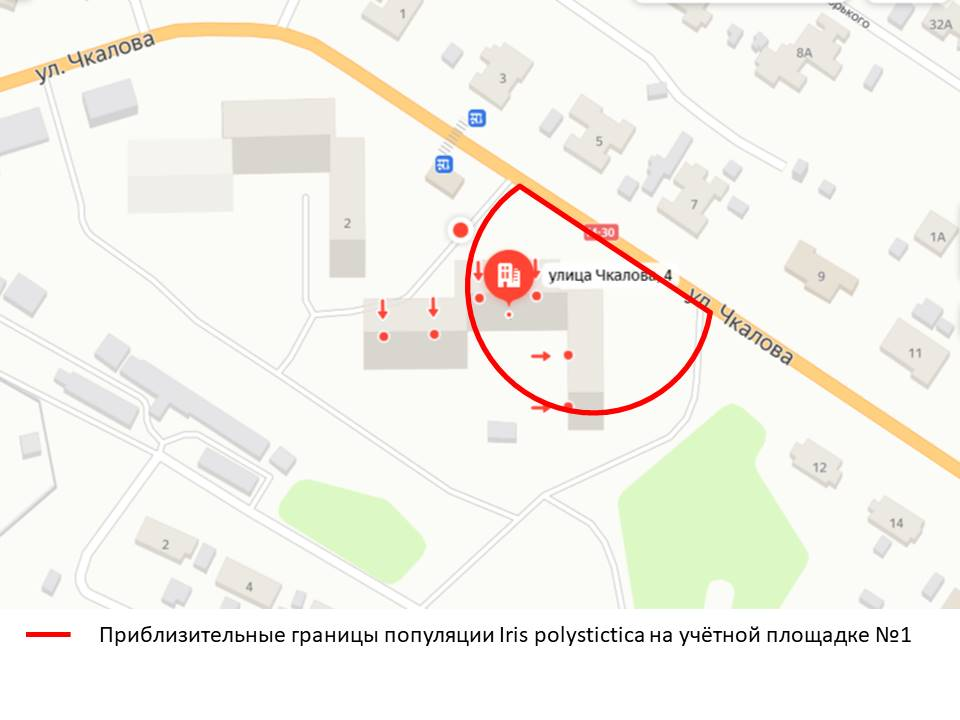 1
орького
32А
ул. Чкалова
8А
3
5
7
2
1А
улица Чкалова, 4
9
ул. Чкалова
11
12
14
2
4
Приблизительные границы популяции Iris polystictica на учётной площадке №1